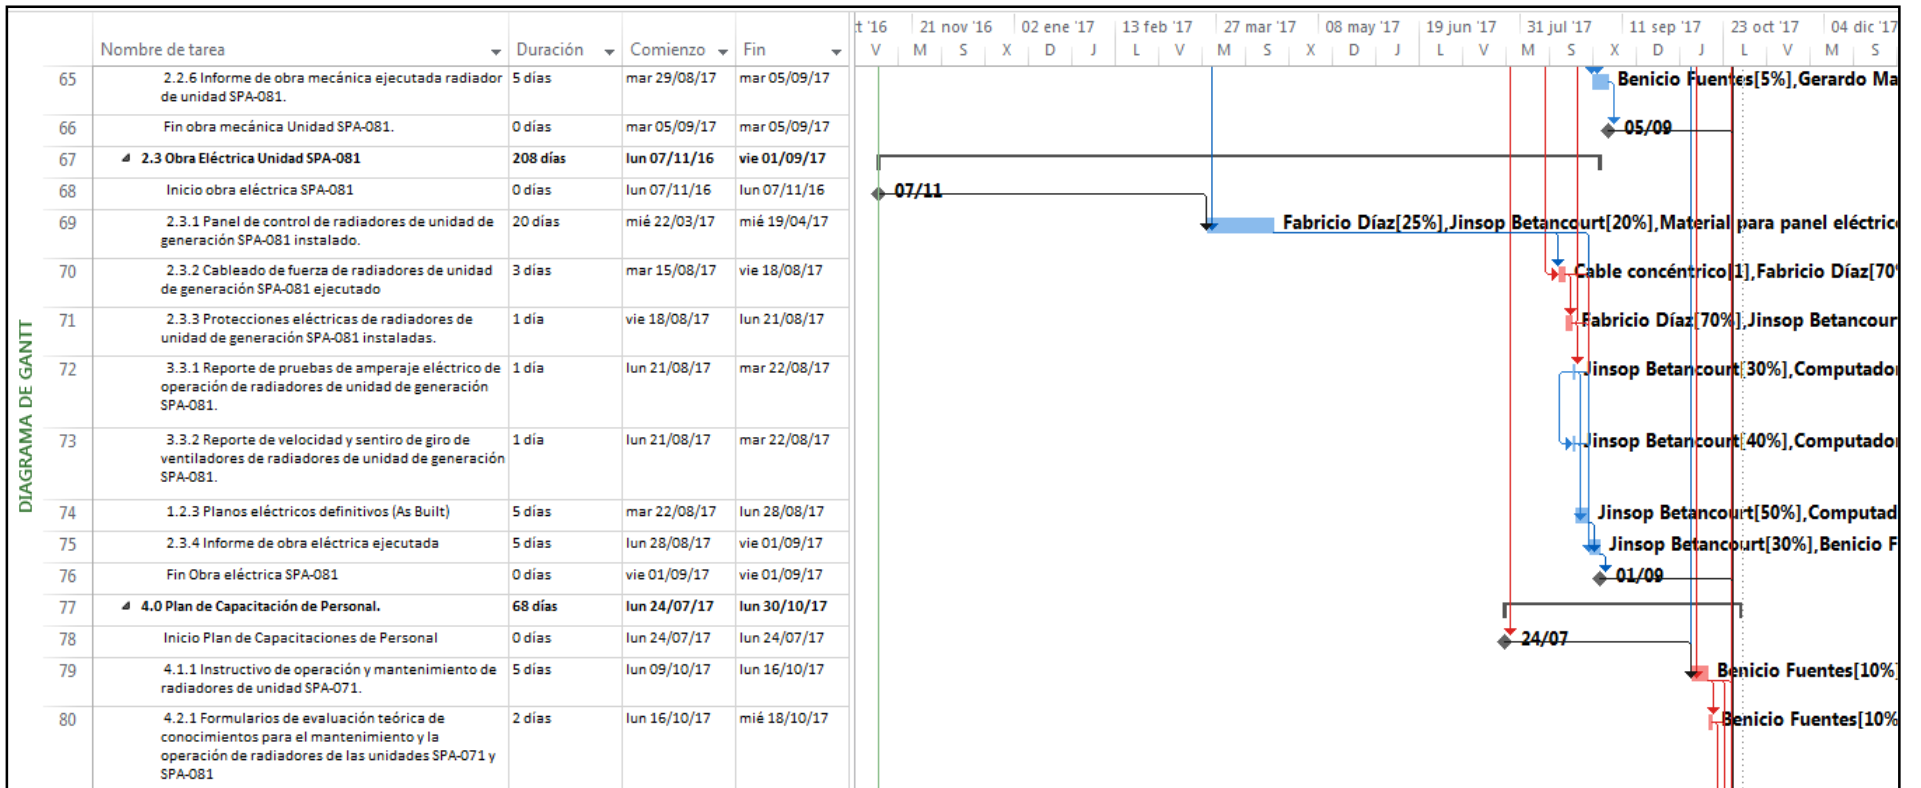 t '16 21 nov '16 02 ene '17 13 feb '17 27 mar '17 08 may '17 19 jun '17 31 jul '17 11 sep '17 23 oct '17 04 dic '17
Nombre de tarea Duración Comienzo Fin V M S X D J L V M S X D J L V M S X D J L M S
65 2.2.6 Informe de obra mecánica ejecutada radiador 5 días mar 29/08/17 mar 05/09/17 Benicio Fuentes[5%],Gerardo Ma
de unidad SPA-081.
66 Fin obra mecánica Unidad SPA-081. 0 días mar 05/09/17 mar 05/09/17 05/09
67 2.3 Obra Eléctrica Unidad SPA-081 208 días lun 07/11/16 vie 01/09/17
68 Inicio obra eléctrica SPA-081 0 días lun 07/11/16 lun 07/11/16 07/11
69 2.3.1 Panel de control de radiadores de unidad de 20 días mié 22/03/17 mié 19/04/17 Fabricio Díaz[25%],Jinsop Betancourt[20%],Material para panel eléctric
generación SPA-081 instalado.
70 2.3.2 Cableado de fuerza de radiadores de unidad 3 días mar 15/08/17 vie 18/08/17 Cable concéntrico[1],Fabricio Díaz[70
de generación SPA-081 ejecutado
71 2.3.3 Protecciones eléctricas de radiadores de 1 día vie 18/08/17 lun 21/08/17 Fabricio Díaz[70%],Jinsop Betancour
unidad de generación SPA-081 instaladas.
72 3.3.1 Reporte de pruebas de amperaje eléctrico de 1 día lun 21/08/17 mar 22/08/17 Jinsop Betancourt[30%],Computado
operación de radiadores de unidad de generación
SPA-081.
73 3.3.2 Reporte de velocidad y sentiro de giro de 1 día lun 21/08/17 mar 22/08/17 Jinsop Betancourt[40%],Computado
ventiladores de radiadores de unidad de generación
SPA-081.
74 1.2.3 Planos eléctricos definitivos (As Built) 5 días mar 22/08/17 lun 28/08/17 Jinsop Betancourt[50%],Computad
75 2.3.4 Informe de obra eléctrica ejecutada 5 días lun 28/08/17 vie 01/09/17 Jinsop Betancourt[30%],Benicio F
76 Fin Obra eléctrica SPA-081 0 días vie 01/09/17 vie 01/09/17 01/09
77 4.0 Plan de Capacitación de Personal. 68 días lun 24/07/17 lun 30/10/17
78 Inicio Plan de Capacitaciones de Personal 0 días lun 24/07/17 lun 24/07/17 24/07
79 4.1.1 Instructivo de operación y mantenimiento de 5 días lun 09/10/17 lun 16/10/17 Benicio Fuentes[10%]
radiadores de unidad SPA-071.
80 4.2.1 Formularios de evaluación teórica de 2 días lun 16/10/17 mié 18/10/17 Benicio Fuentes[10%
conocimientos para el mantenimiento y la
operación de radiadores de las unidades SPA-071 y
SPA-081
DIAGRAMA DE GANTT